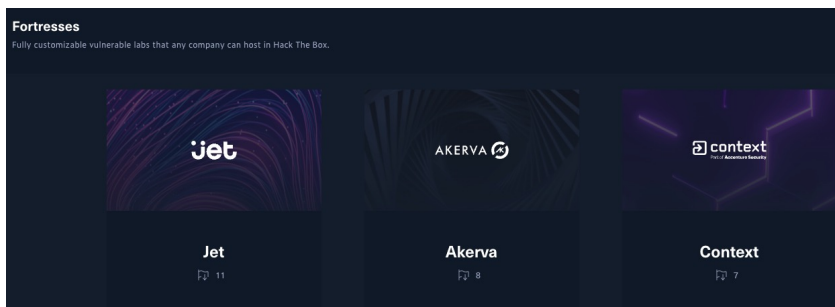 Fortresses
Fully customizable vulnerable labs that any company can host in Hack The Box.
jet
AKERVA
context
Part of Accenture Security
Jet
Akerva
Context
11
8
7